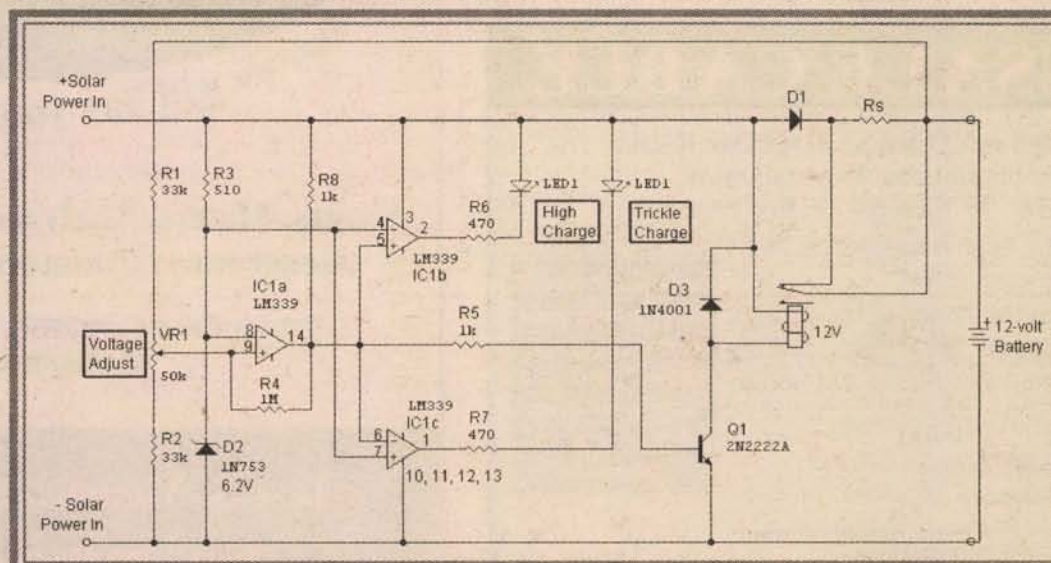 +Solar
Power In
D1
Rs
R1
33k
R3
510
R8
1k
4
3
2
5
LM339
IC1b
R6
470
LED1
High
Charge
LED1
Trickle
Charge
IC1a
LM339
8
9
14
Voltage
Adjust
VR1
50k
R4
1M
R5
1k
D3
1N4001
12V
+
12-volt
Battery
LM339
IC1c
6
7
1
R7
470
10, 11, 12, 13
Q1
2N2222A
R2
33k
D2
1N753
6.2V
- Solar
Power In